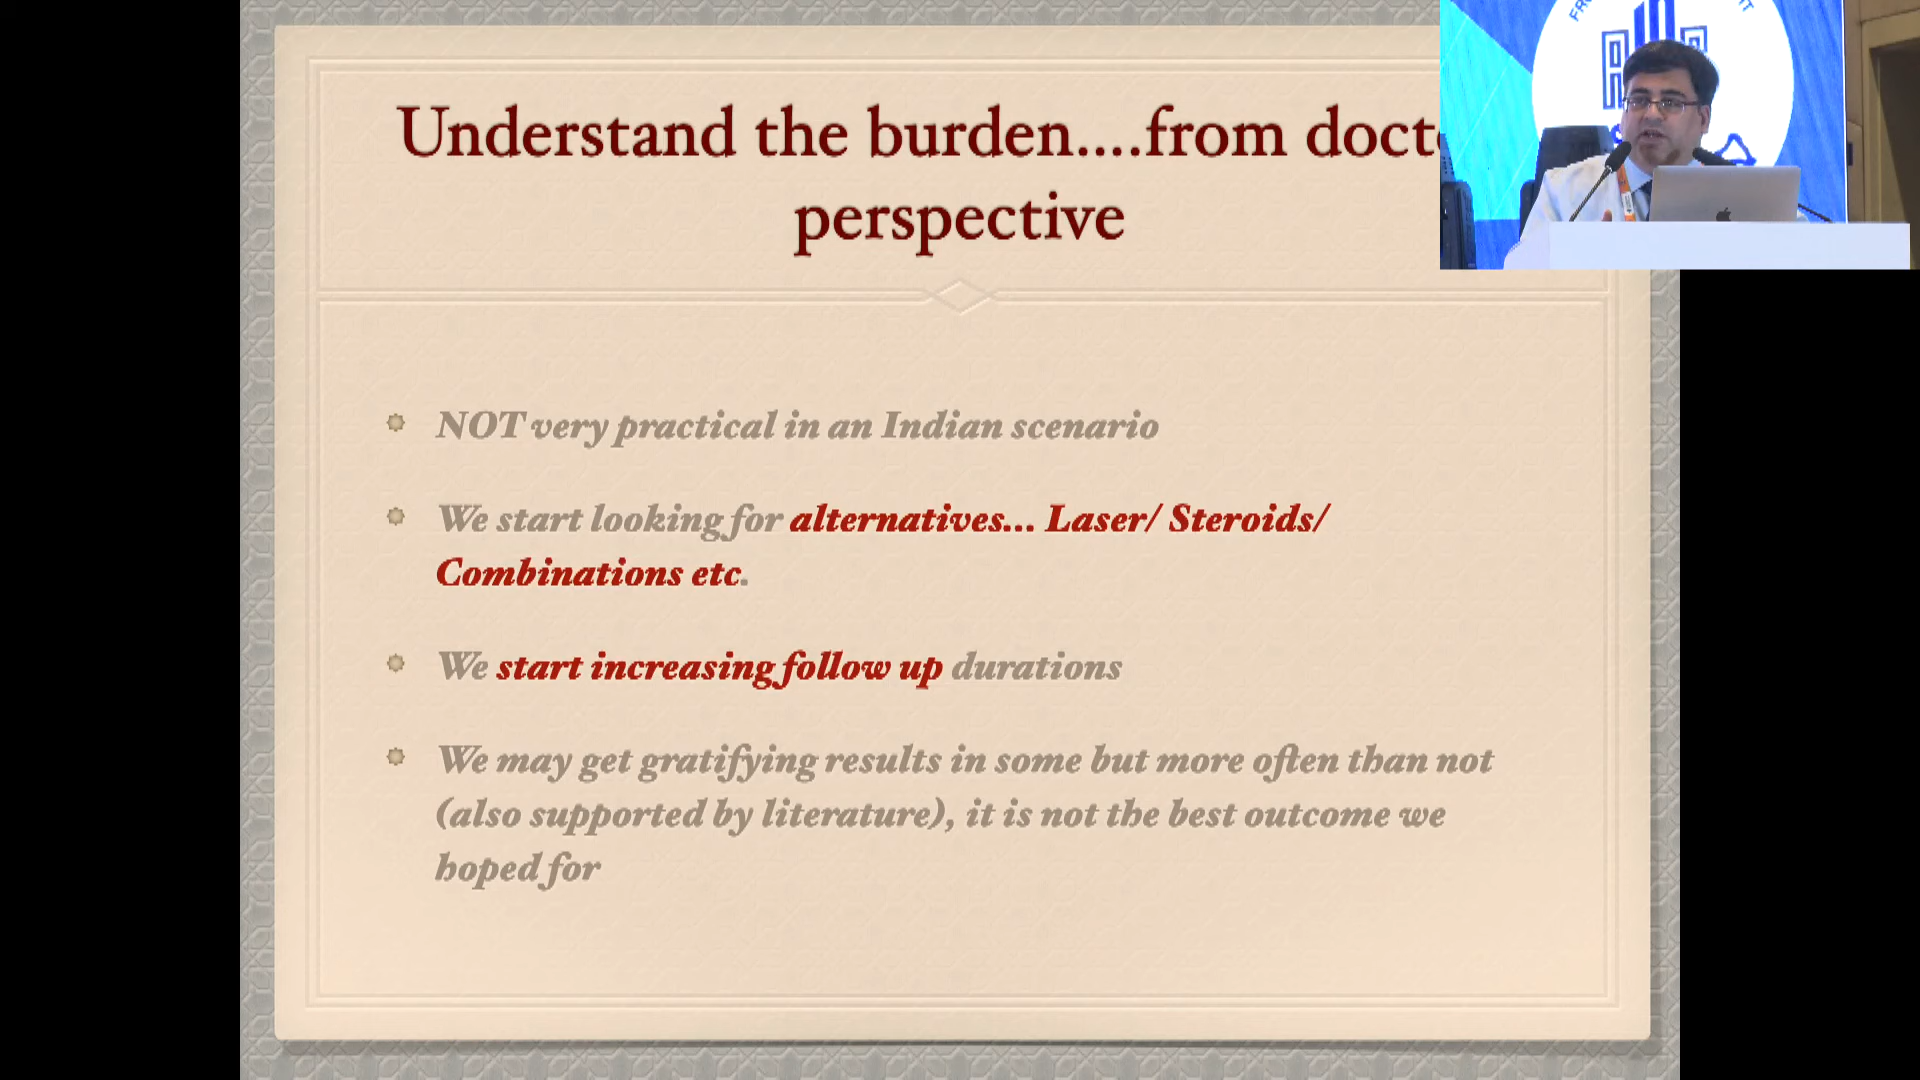 Understand the burden....from doct
perspective
NOT very practical in an Indian scenario
We start looking for alternatives... Laser/ Steroids/
Combinations etc.
We start increasing follow up durations
We may get gratifying results in some but more often than not
(also supported by literature), it is not the best outcome we
hoped for